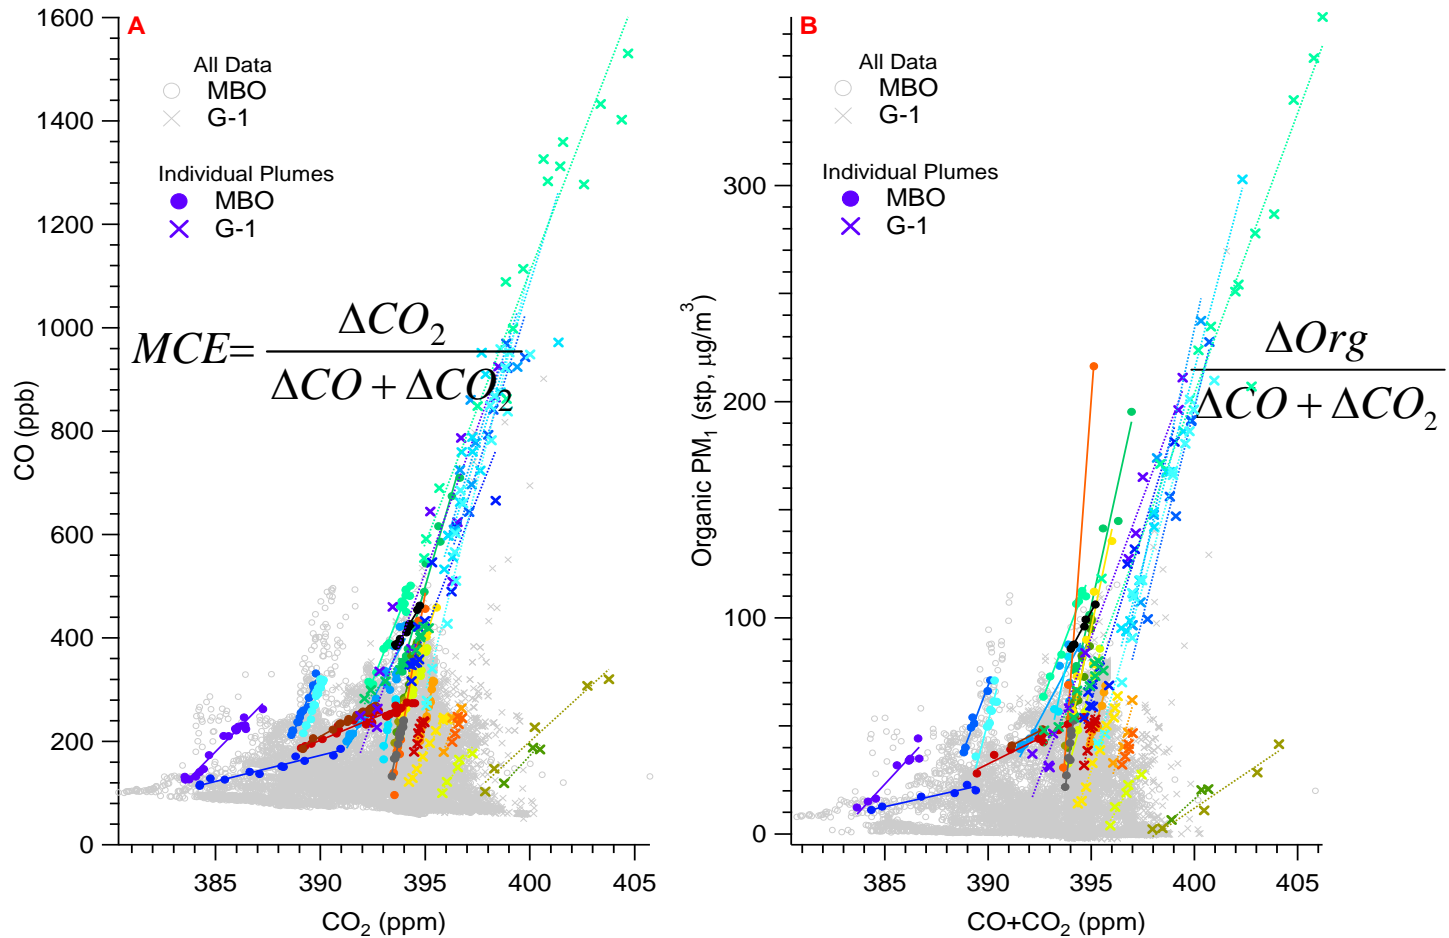 A
1600
1400
1200
1000
800
600
400
200
0
CO (ppb)
385
390
395
400
405
CO₂ (ppm)
All Data
MBO
G-1
Individual Plumes
MBO
G-1
MCE= ΔCO₂
ΔCO + ΔCO₂
B
300
200
100
0
Organic PM₁ (stp, µg/m³)
385
390
395
400
405
CO+CO₂ (ppm)
All Data
MBO
G-1
Individual Plumes
MBO
G-1
ΔOrg
ΔCO + ΔCO₂